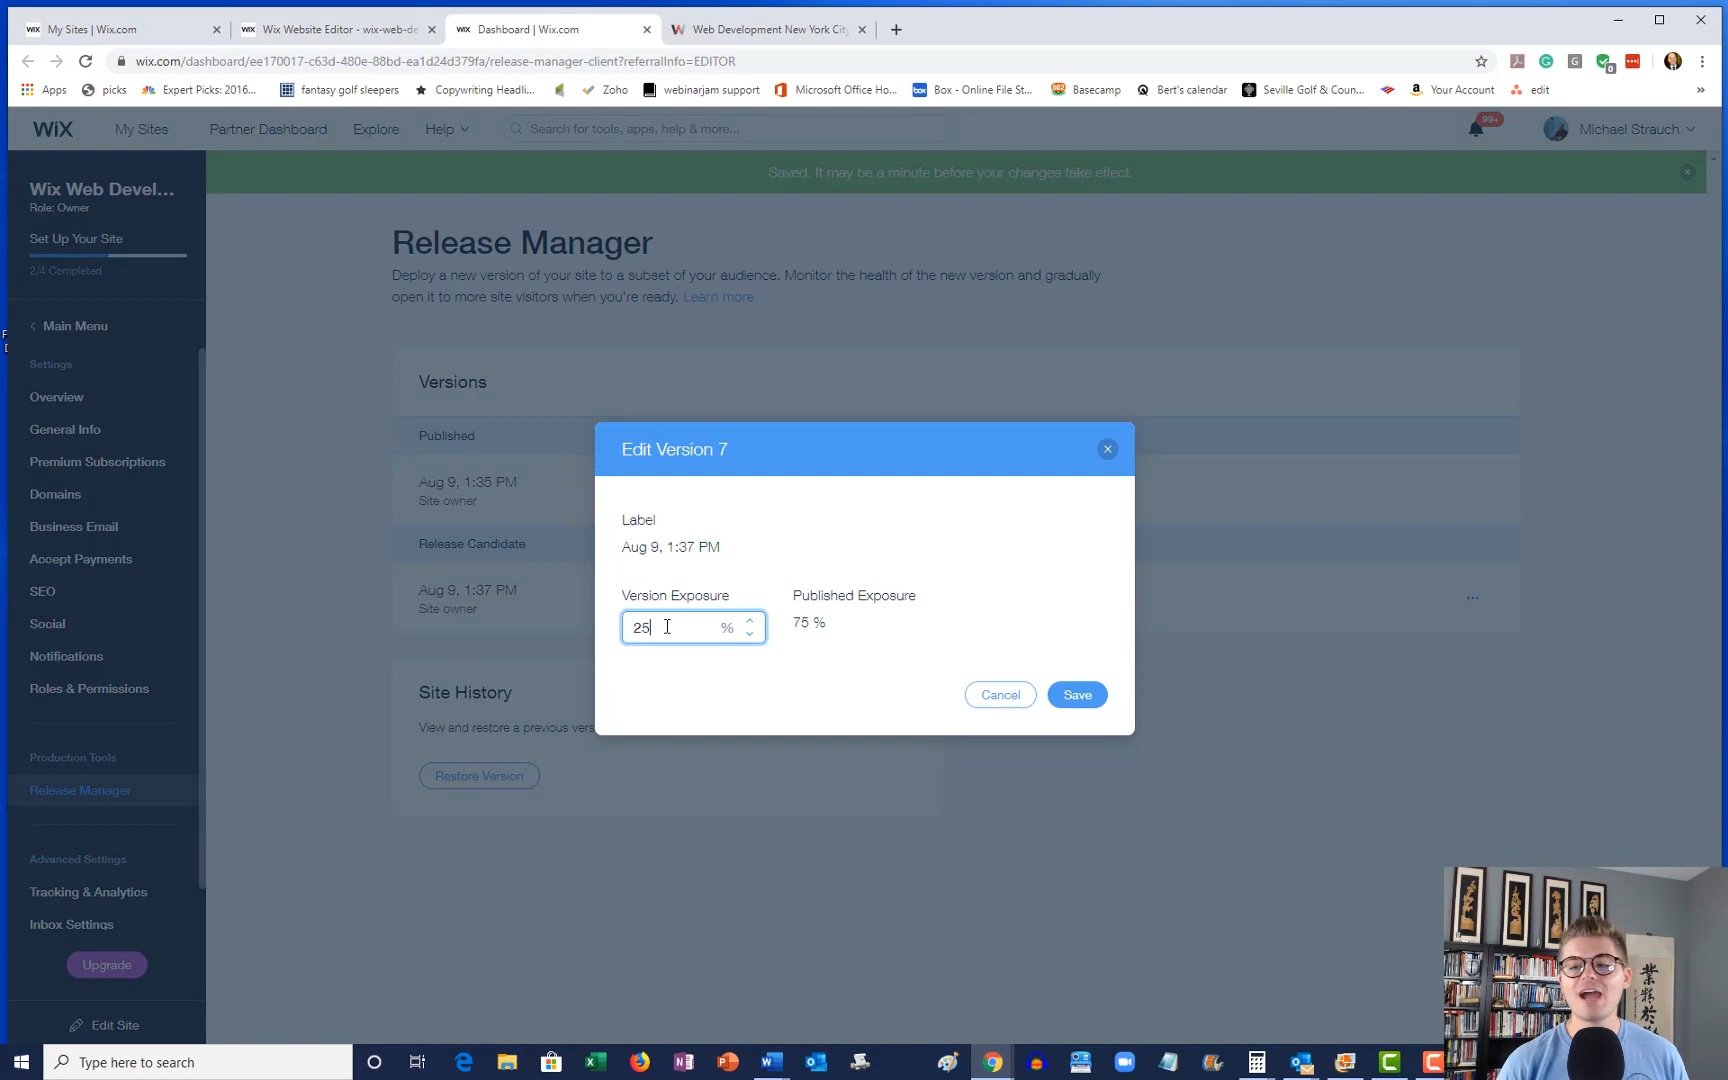 WiX My Sites | Wix.com
WiX Wix Website Editor - wix-web-de
WiX Dashboard | Wix.com
Web Development New York City
wix.com/dashboard/ee170017-c63d-480e-88bd-ea1d24d379fa/release-manager-client?referralInfo=EDITOR
Apps picks Expert Picks: 2016... fantasy golf sleepers Copywriting Headli... Zoho webinarjam support Microsoft Office Ho... Box - Online File St... Basecamp Bert's calendar Seville Golf & Coun... Your Account edit »
WiX My Sites Partner Dashboard Explore Help Search for tools, apps, help & more... 99+ Michael Strauch
Saved. It may be a minute before your changes take effect.
Wix Web Devel...
Role: Owner
Set Up Your Site
2/4 Completed
Main Menu
Settings
Overview
General Info
Premium Subscriptions
Domains
Business Email
Accept Payments
SEO
Social
Notifications
Roles & Permissions
Production Tools
Release Manager
Advanced Settings
Tracking & Analytics
Inbox Settings
Upgrade
Edit Site
Release Manager
Deploy a new version of your site to a subset of your audience. Monitor the health of the new version and gradually
open it to more site visitors when you're ready. Learn more
Versions
Published
Aug 9, 1:35 PM
Site owner
Release Candidate
Aug 9, 1:37 PM
Site owner
...
Site History
View and restore a previous vers
Restore Version
Edit Version 7
Label
Aug 9, 1:37 PM
Version Exposure
25 %
Published Exposure
75 %
Cancel
Save
Type here to search